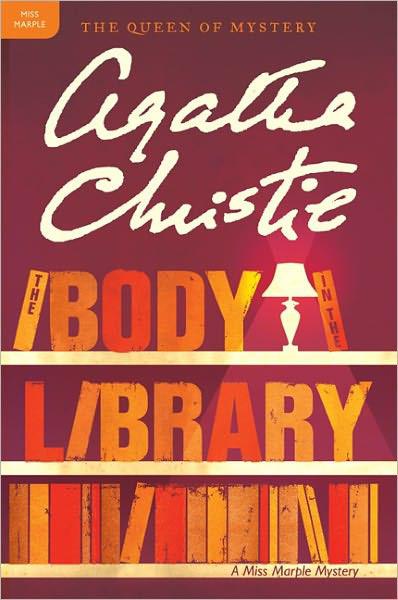 MISS
MARPLE
THE QUEEN OF MYSTERY
Agatha
Christie
THE BODY IN THE
LIBRARY
A Miss Marple Mystery